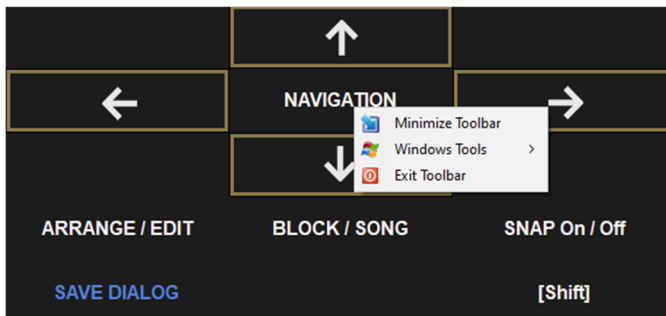 NAVIGATION
Minimize Toolbar
Windows Tools
Exit Toolbar
ARRANGE / EDIT BLOCK / SONG SNAP On / Off
SAVE DIALOG [Shift]